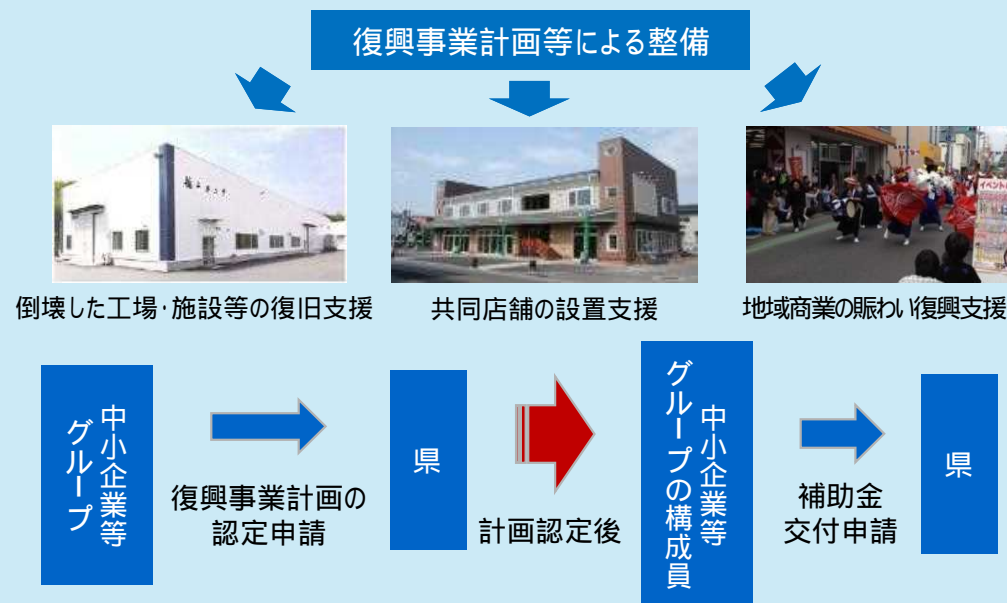 復興事業計画等による整備
倒壊した工場・施設等の復旧支援
共同店舗の設置支援
地域商業の賑わい復興支援
中小企業等
グループ
復興事業計画の
認定申請
県
計画認定後
中小企業等
グループの構成員
補助金
交付申請
県